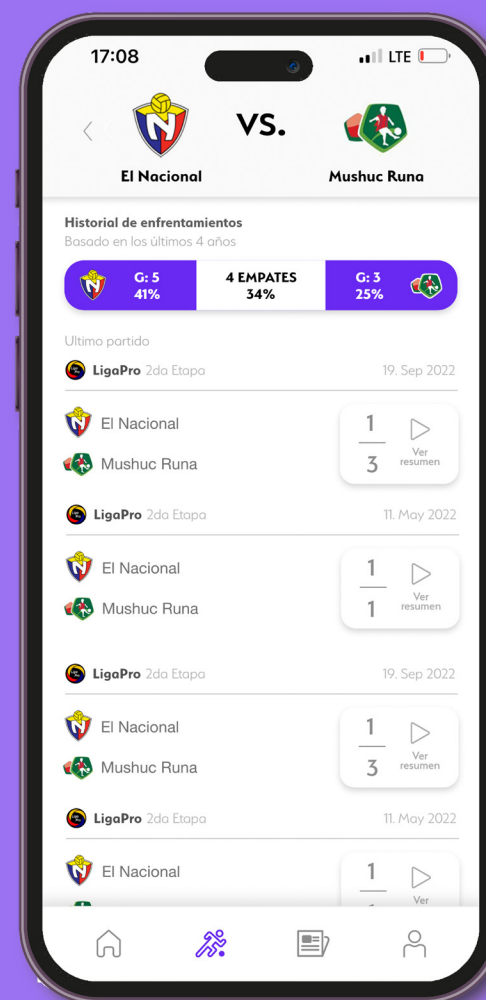 17:08
LTE
VS.
El Nacional
Mushuc Runa
Historial de enfrentamientos
Basado en los últimos 4 años
G: 5
41%
4 EMPATES
34%
G: 3
25%
Ultimo partido
LigaPro 2da Etapa
19. Sep 2022
El Nacional
1
Mushuc Runa
3
Ver
resumen
LigaPro 2da Etapa
11. May 2022
El Nacional
1
Mushuc Runa
1
Ver
resumen
LigaPro 2da Etapa
19. Sep 2022
El Nacional
1
Mushuc Runa
3
Ver
resumen
LigaPro 2da Etapa
11. May 2022
El Nacional
1
Ver